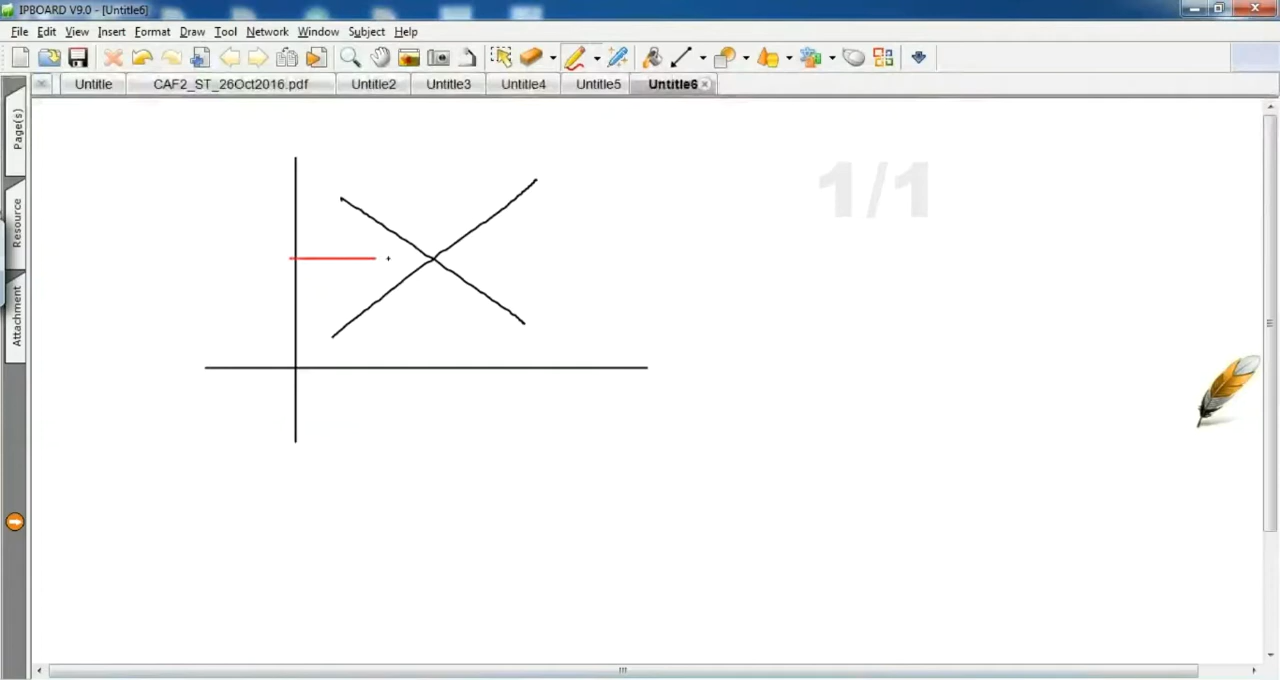 IPBOARD V9.0 - [Untitle6]
File Edit View Insert Format Draw Tool Network Window Subject Help
Untitle CAF2_ST_26Oct2016.pdf Untitle2 Untitle3 Untitle4 Untitle5 Untitle6
Page(s)
Resource
Attachment
1/1